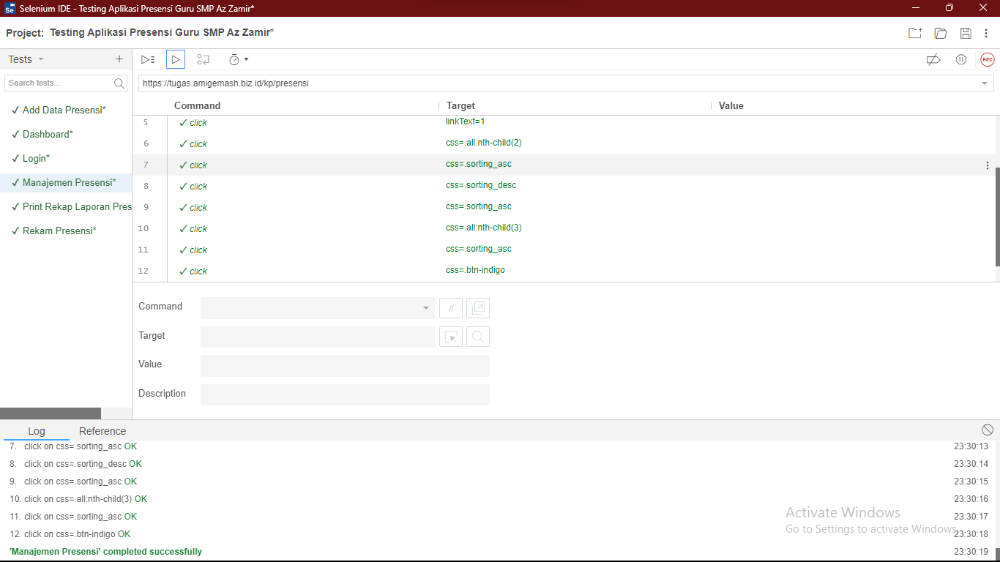 Selenium IDE - Testing Aplikasi Presensi Guru SMP Az Zamir*
Project: Testing Aplikasi Presensi Guru SMP Az Zamir*
Tests
Search tests...
✓ Add Data Presensi*
✓ Dashboard*
✓ Login*
✓ Manajemen Presensi*
✓ Print Rekap Laporan Pres
✓ Rekam Presensi*
REC
https://tugas.amigemash.biz.id/kp/presensi
Command Target Value
5 ✓ click linkText=1
6 ✓ click css=.all:nth-child(2)
7 ✓ click css=.sorting_asc
8 ✓ click css=.sorting_desc
9 ✓ click css=.sorting_asc
10 ✓ click css=.all:nth-child(3)
11 ✓ click css=.sorting_asc
12 ✓ click css=.btn-indigo
Command //
Target
Value
Description
Log Reference
7. click on css=.sorting_asc OK 23:30:13
8. click on css=.sorting_desc OK 23:30:14
9. click on css=.sorting_asc OK 23:30:15
10. click on css=.all:nth-child(3) OK 23:30:16
11. click on css=.sorting_asc OK 23:30:17
12. click on css=.btn-indigo OK 23:30:18
'Manajemen Presensi' completed successfully 23:30:19
Activate Windows
Go to Settings to activate Windows.